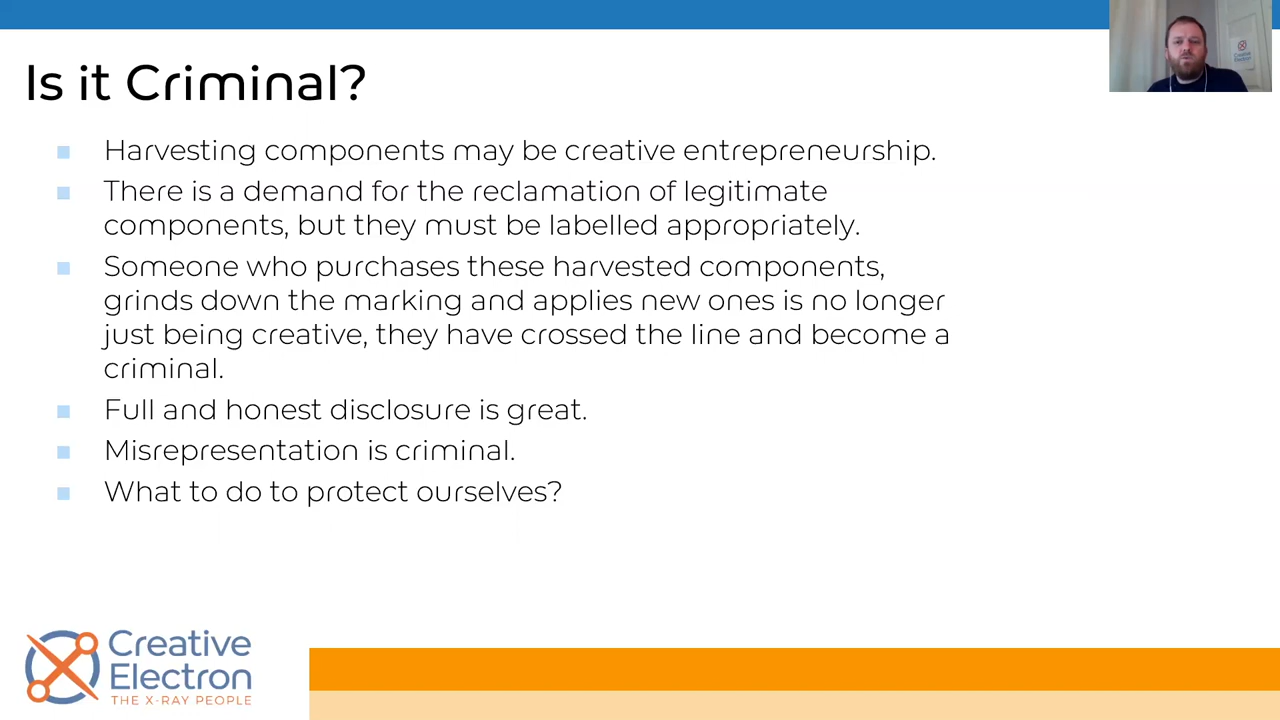 Is it Criminal?
Harvesting components may be creative entrepreneurship.
There is a demand for the reclamation of legitimate
components, but they must be labelled appropriately.
Someone who purchases these harvested components,
grinds down the marking and applies new ones is no longer
just being creative, they have crossed the line and become a
criminal.
Full and honest disclosure is great.
Misrepresentation is criminal.
What to do to protect ourselves?
Creative
Electron
THE X-RAY PEOPLE
Creative
Electron